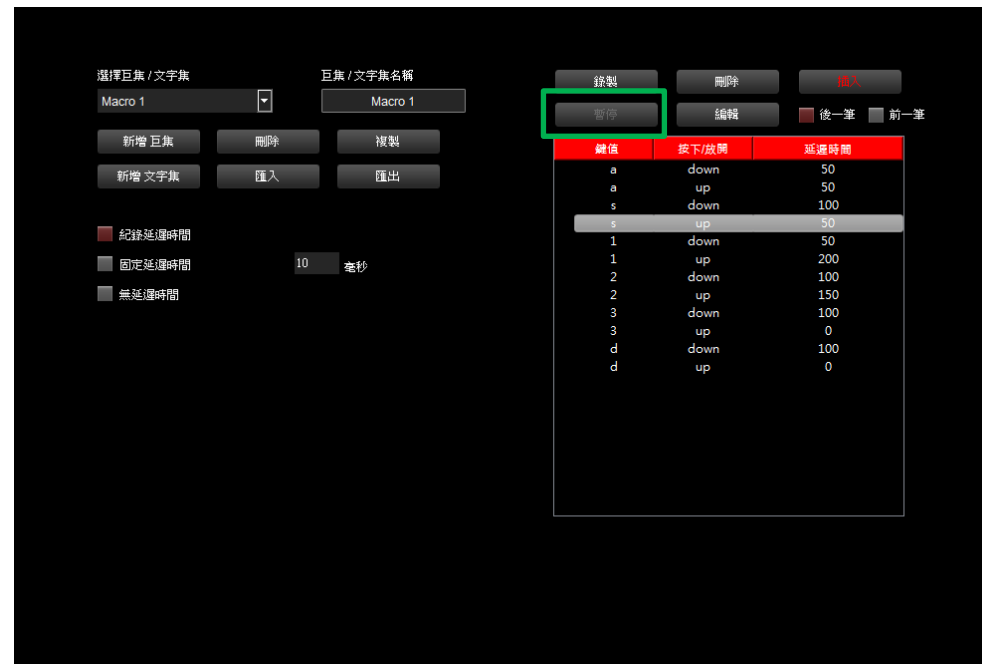 選擇巨集 / 文字集
巨集 / 文字集名稱
Macro 1
Macro 1
新增 巨集
刪除
複製
新增 文字集
匯入
匯出
紀錄延遲時間
固定延遲時間
10
毫秒
無延遲時間
錄製
刪除
插入
暫停
編輯
後一筆
前一筆
鍵值 按下/放開 延遲時間
a down 50
a up 50
s down 100
s up 50
1 down 50
1 up 200
2 down 100
2 up 150
3 down 100
3 up 0
d down 100
d up 0